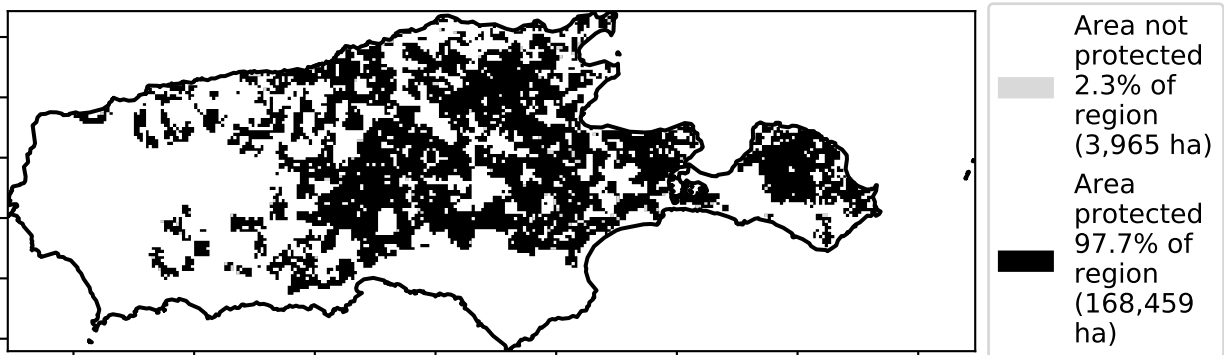 Area not
protected
2.3% of
region
(3,965 ha)
Area
protected
97.7% of
region
(168,459
ha)